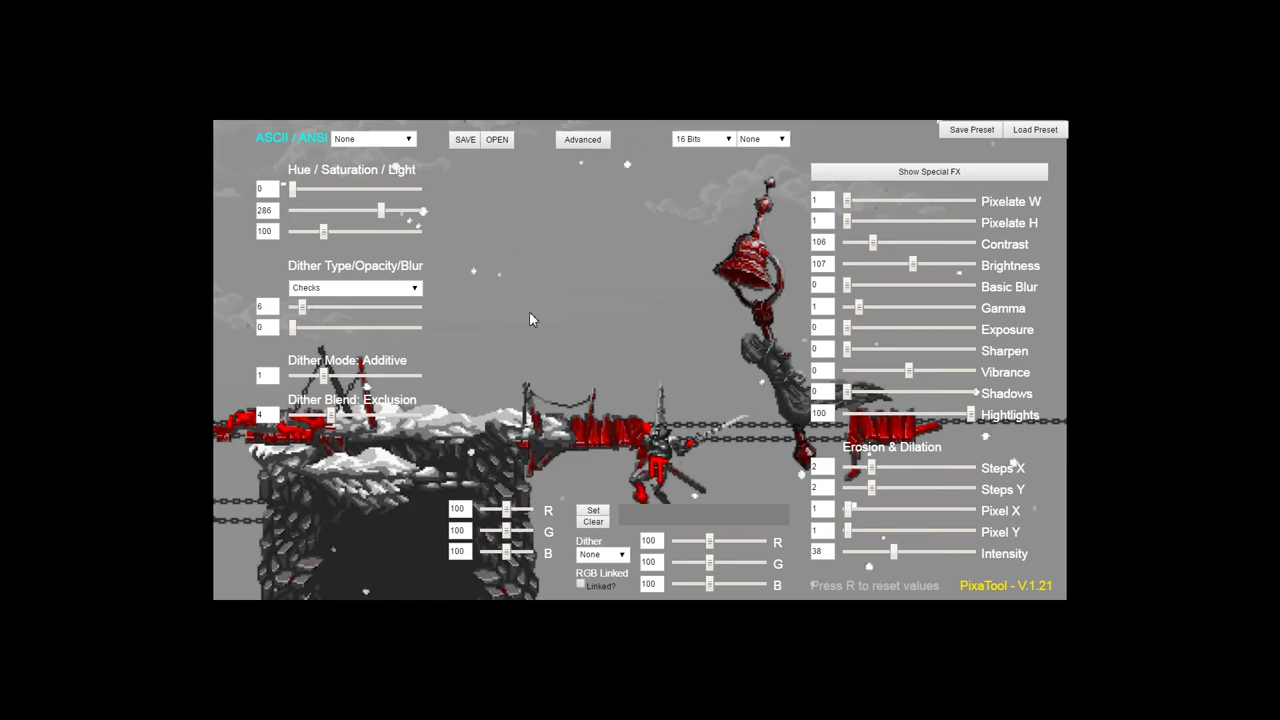 ASCII / ANSI None SAVE OPEN Advanced 16 Bits None Save Preset Load Preset
Hue / Saturation / Light
0
286
100
Dither Type/Opacity/Blur
Checks
6
0
Dither Mode: Additive
1
Dither Blend: Exclusion
4
100 R
100 G
100 B
Set
Clear
Dither
None
RGB Linked
Linked?
100 R
100 G
100 B
Show Special FX
1 Pixelate W
1 Pixelate H
106 Contrast
107 Brightness
0 Basic Blur
1 Gamma
0 Exposure
0 Sharpen
0 Vibrance
0 Shadows
100 Hightlights
Erosion & Dilation
2 Steps X
2 Steps Y
1 Pixel X
1 Pixel Y
38 Intensity
Press R to reset values PixaTool - V.1.21